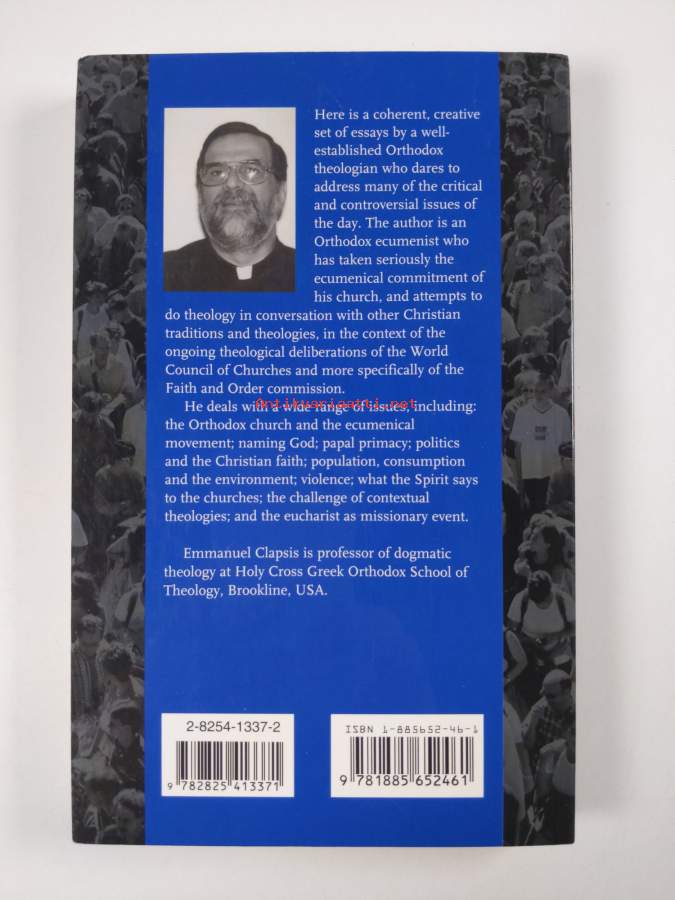 Here is a coherent, creative
set of essays by a well-
established Orthodox
theologian who dares to
address many of the critical
and controversial issues of
the day. The author is an
Orthodox ecumenist who
has taken seriously the
ecumenical commitment of
his church, and attempts to
do theology in conversation with other Christian
traditions and theologies, in the context of the
ongoing theological deliberations of the World
Council of Churches and more specifically of the
Faith and Order commission.
Antikvariaatti.net
He deals with a wide range of issues, including:
the Orthodox church and the ecumenical
movement; naming God; papal primacy; politics
and the Christian faith; population, consumption
and the environment; violence; what the Spirit says
to the churches; the challenge of contextual
theologies; and the eucharist as missionary event.
Emmanuel Clapsis is professor of dogmatic
theology at Holy Cross Greek Orthodox School of
Theology, Brookline, USA.
2-8254-1337-2
9 782825 413371
ISBN 1-885652-46-1
9 781885 652461